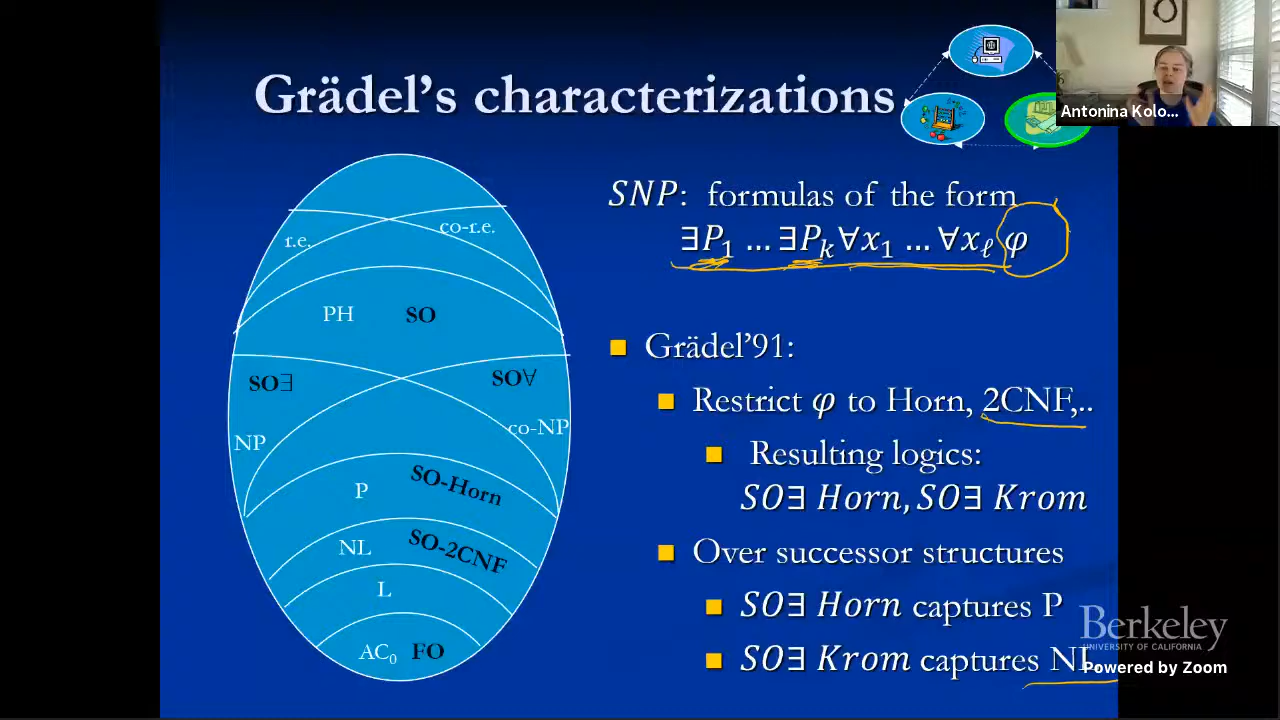 Grädel's characterizations
Antonina Kolo...
SNP: formulas of the form
∃P₁ ... ∃Pₖ ∀x₁ ... ∀xℓ φ
r.e.
co-r.e.
PH SO
SO∃
SO∀
NP
co-NP
P SO-Horn
NL SO-2CNF
L
AC₀ FO
Grädel'91:
Restrict φ to Horn, 2CNF,..
Resulting logics:
SO∃ Horn, SO∃ Krom
Over successor structures
SO∃ Horn captures P
SO∃ Krom captures NL
Berkeley
UNIVERSITY OF CALIFORNIA
Powered by Zoom